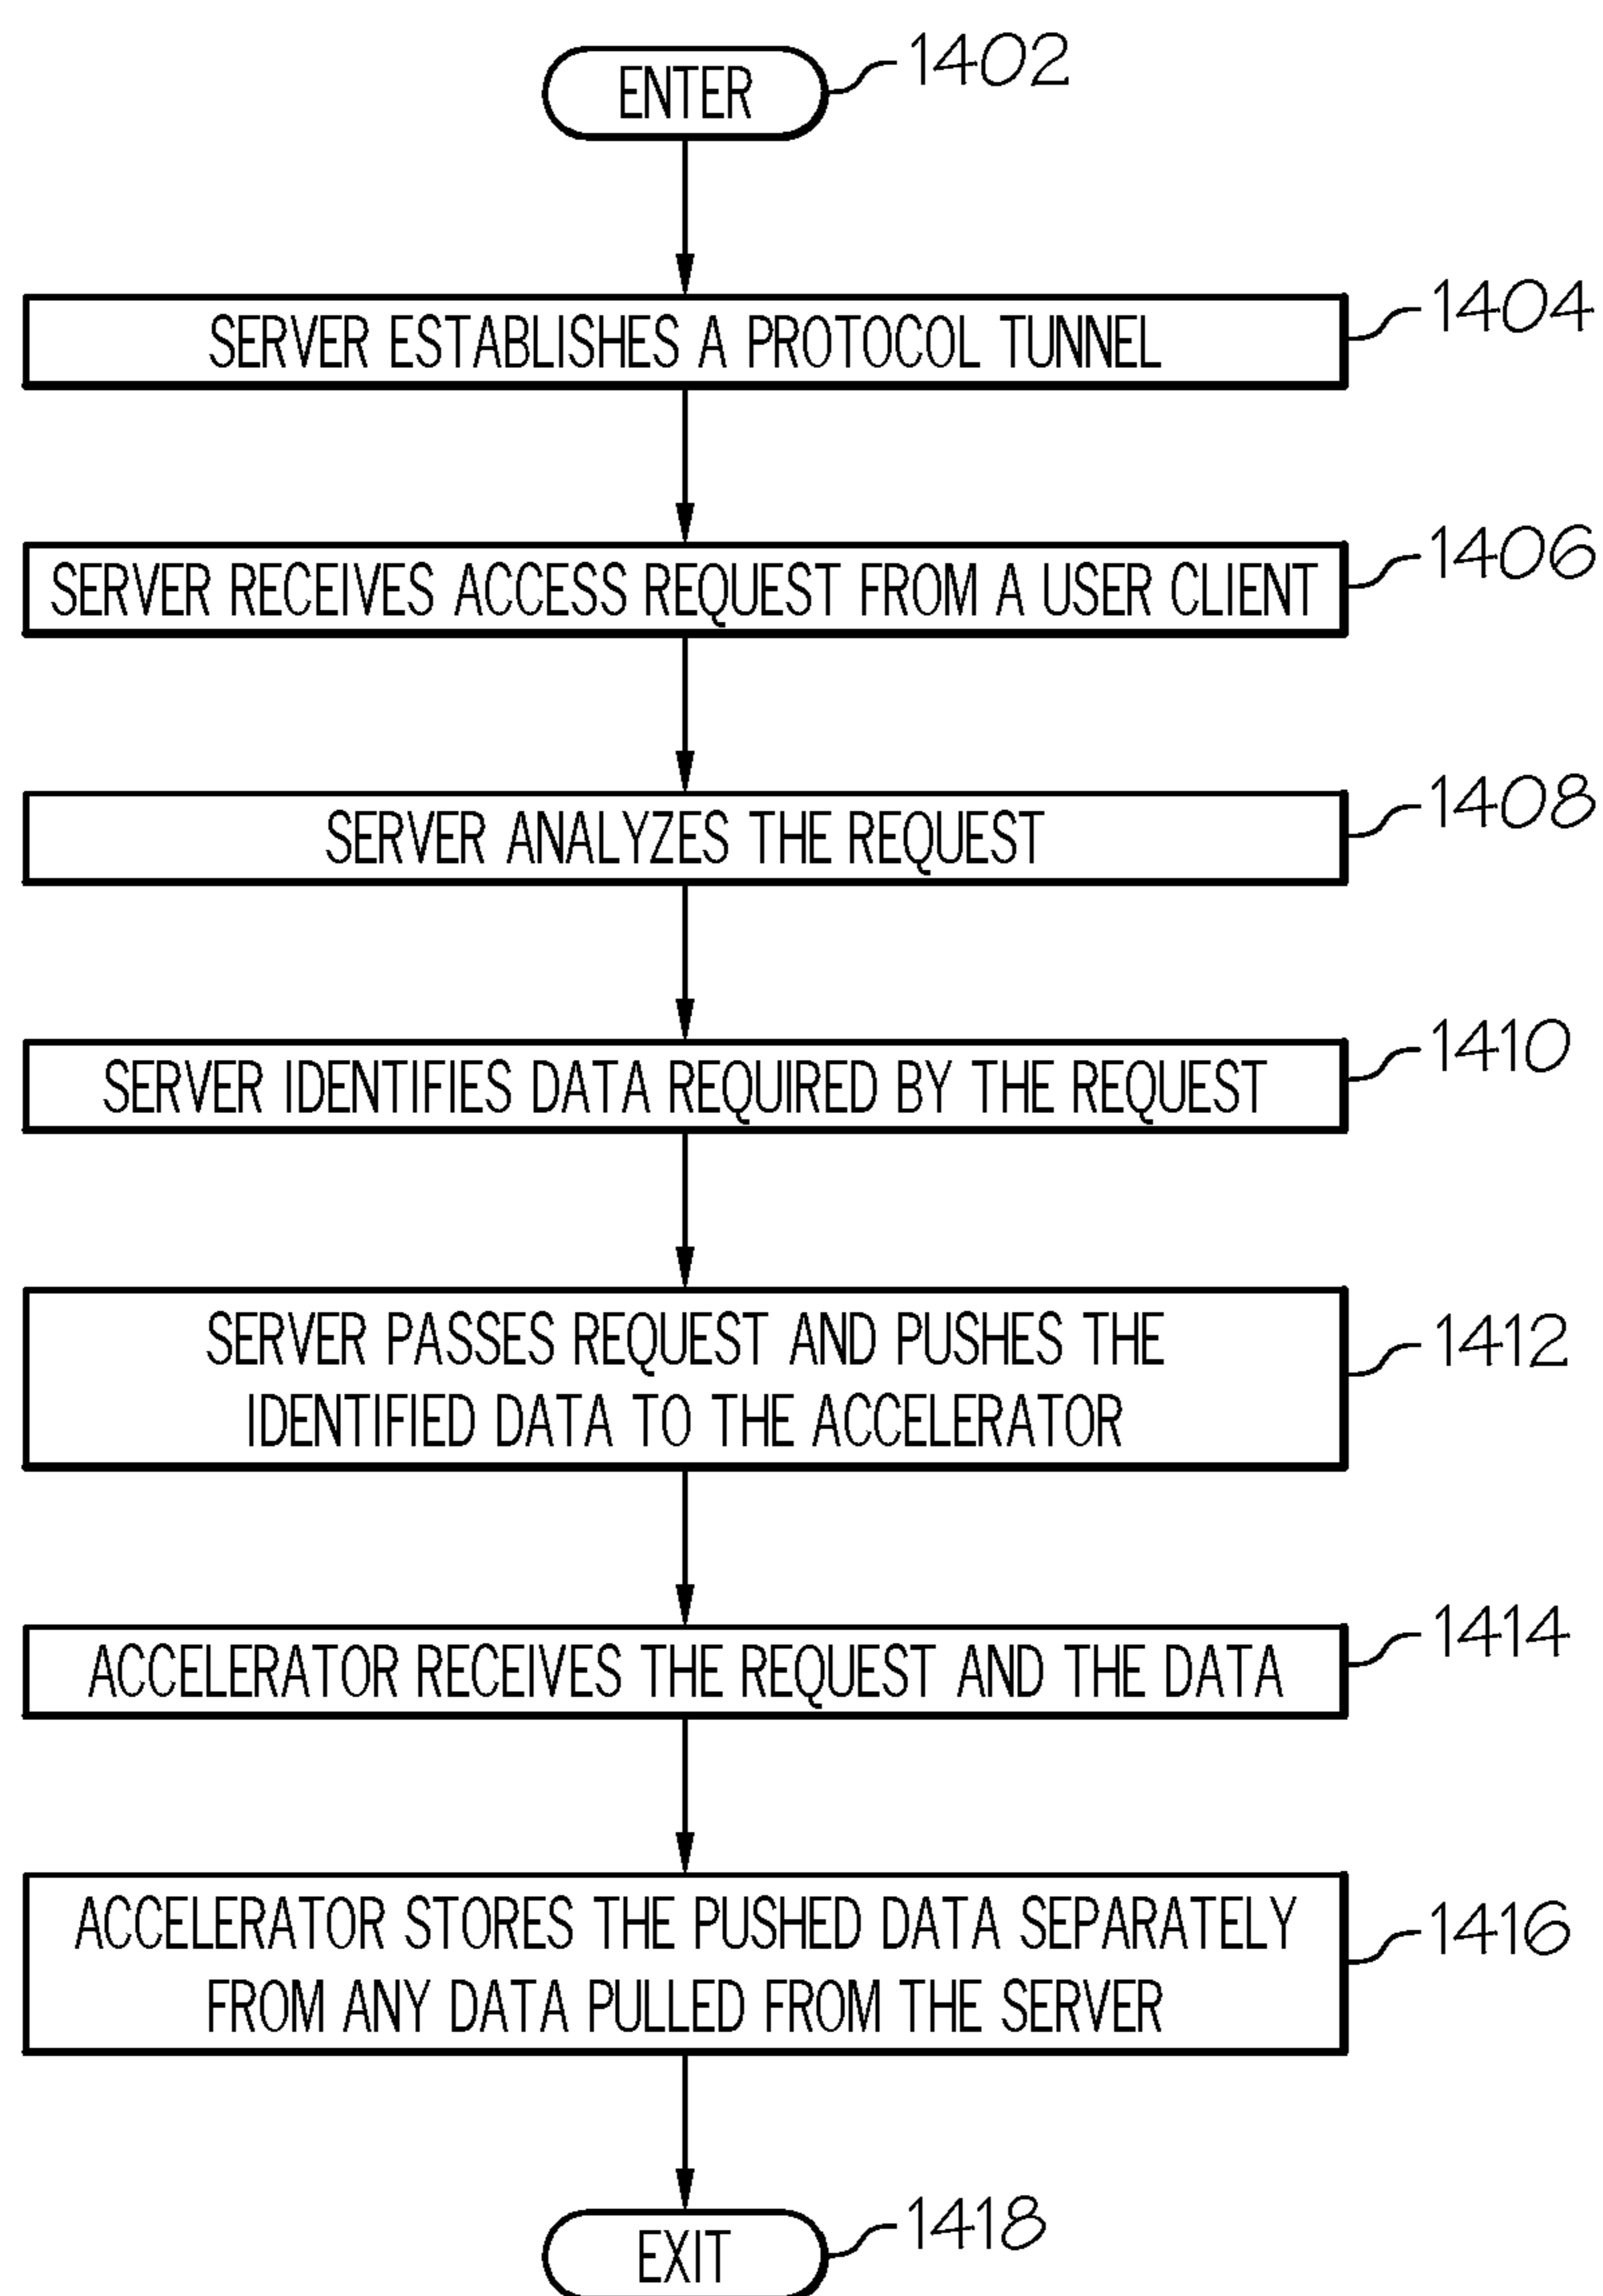 ENTER
1402
SERVER ESTABLISHES A PROTOCOL TUNNEL
1404
SERVER RECEIVES ACCESS REQUEST FROM A USER CLIENT
1406
SERVER ANALYZES THE REQUEST
1408
SERVER IDENTIFIES DATA REQUIRED BY THE REQUEST
1410
SERVER PASSES REQUEST AND PUSHES THE
IDENTIFIED DATA TO THE ACCELERATOR
1412
ACCELERATOR RECEIVES THE REQUEST AND THE DATA
1414
ACCELERATOR STORES THE PUSHED DATA SEPARATELY
FROM ANY DATA PULLED FROM THE SERVER
1416
EXIT
1418